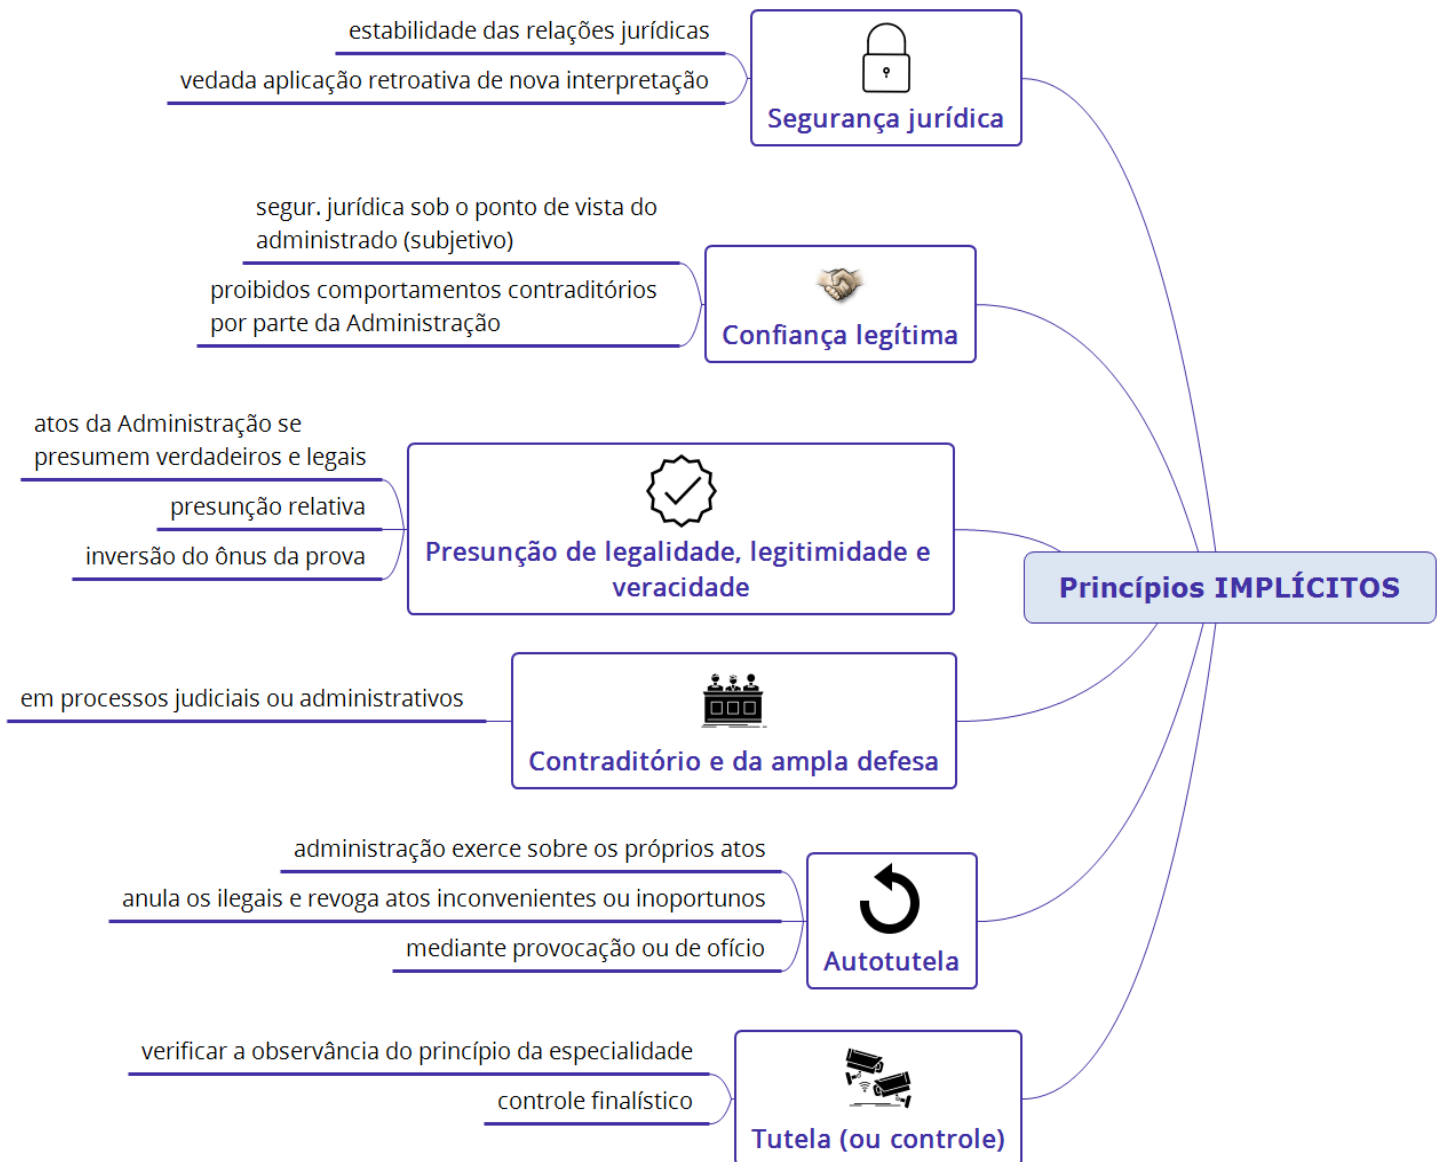 estabilidade das relações jurídicas
vedada aplicação retroativa de nova interpretação
Segurança jurídica
segur. jurídica sob o ponto de vista do
administrado (subjetivo)
proibidos comportamentos contraditórios
por parte da Administração
Confiança legítima
atos da Administração se
presumem verdadeiros e legais
presunção relativa
inversão do ônus da prova
Presunção de legalidade, legitimidade e
veracidade
Princípios IMPLÍCITOS
em processos judiciais ou administrativos
Contraditório e da ampla defesa
administração exerce sobre os próprios atos
anula os ilegais e revoga atos inconvenientes ou inoportunos
mediante provocação ou de ofício
Autotutela
verificar a observância do princípio da especialidade
controle finalístico
Tutela (ou controle)